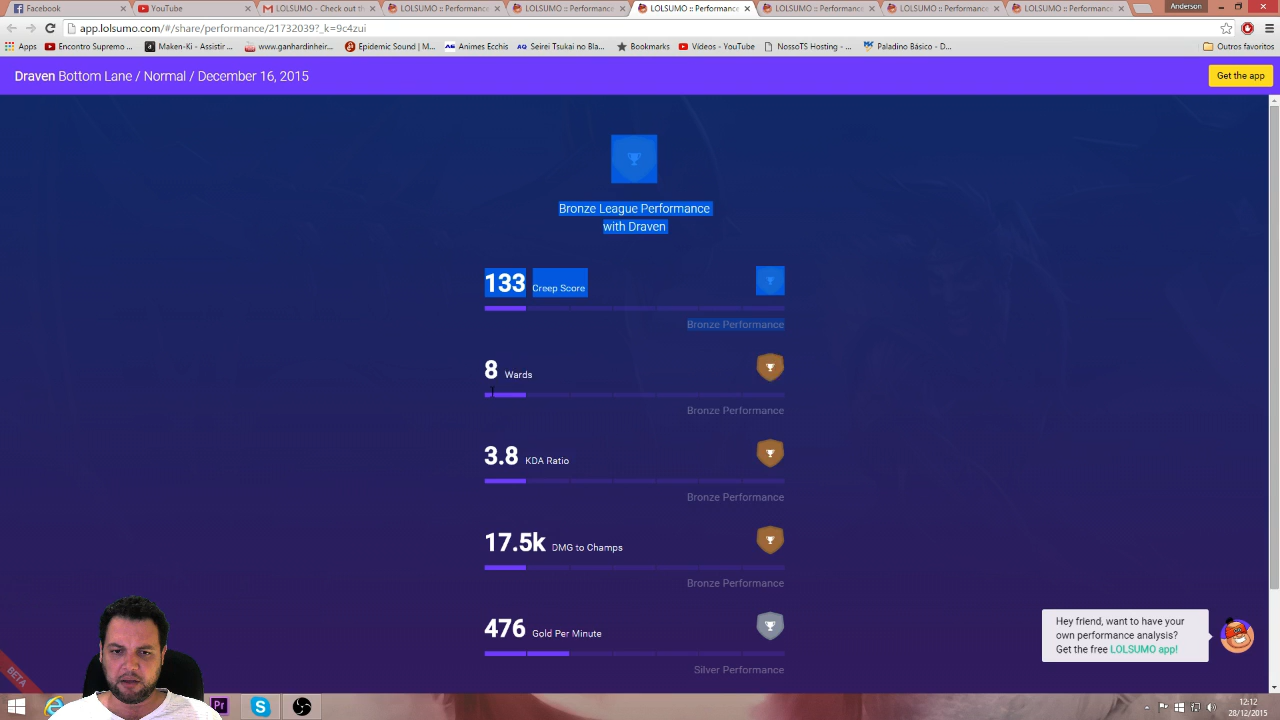 Facebook
YouTube
LOLSUMO - Check out th
LOLSUMO :: Performance
LOLSUMO :: Performance
LOLSUMO :: Performance
LOLSUMO :: Performance
LOLSUMO :: Performance
LOLSUMO :: Performance
Anderson
app.lolsumo.com/#/share/performance/21732039?_k=9c4zui
Apps
Encontro Supremo ...
Maken-Ki - Assistir ...
www.ganhardinheir...
Epidemic Sound | M...
Animes Ecchis
AQ Seirei Tsukai no Bla...
Bookmarks
Vídeos - YouTube
NossoTS Hosting - ...
Paladino Básico - D...
Outros favoritos
Draven Bottom Lane / Normal / December 16, 2015
Get the app
Bronze League Performance
with Draven
133 Creep Score
Bronze Performance
8 Wards
Bronze Performance
3.8 KDA Ratio
Bronze Performance
17.5k DMG to Champs
Bronze Performance
476 Gold Per Minute
Silver Performance
Hey friend, want to have your
own performance analysis?
Get the free LOLSUMO app!
Pr
12:12
28/12/2015